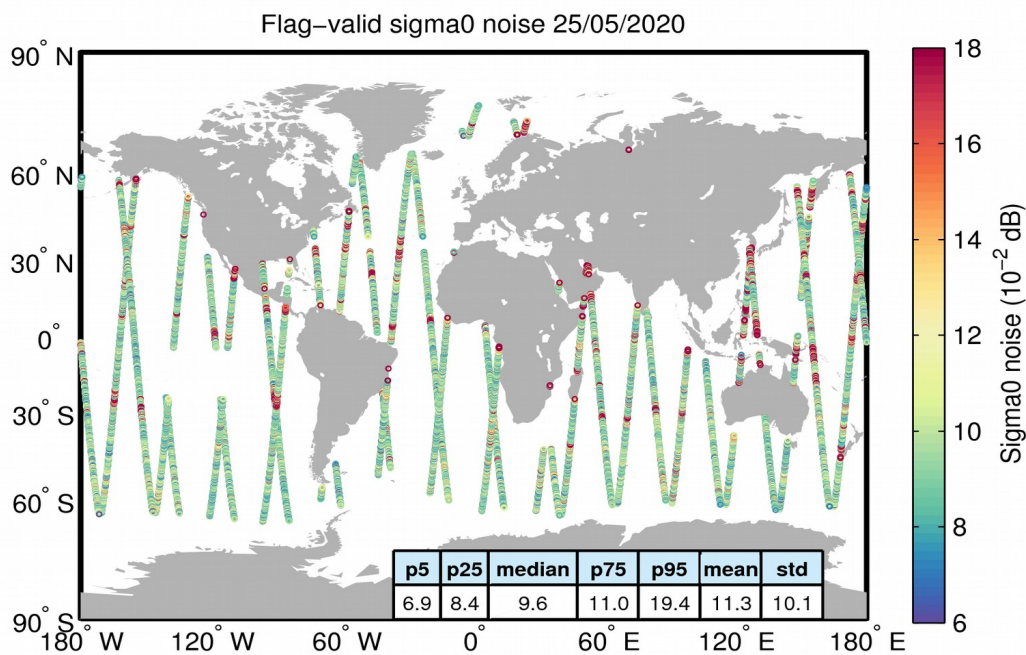 Flag−valid sigma0 noise 25/05/2020
90° N
60° N
30° N
0°
30° S
60° S
90° S
180° W
120° W
60° W
0°
60° E
120° E
180° E
p5 p25 median p75 p95 mean std
6.9 8.4 9.6 11.0 19.4 11.3 10.1
18
16
14
12
10
8
6
Sigma0 noise (10⁻² dB)